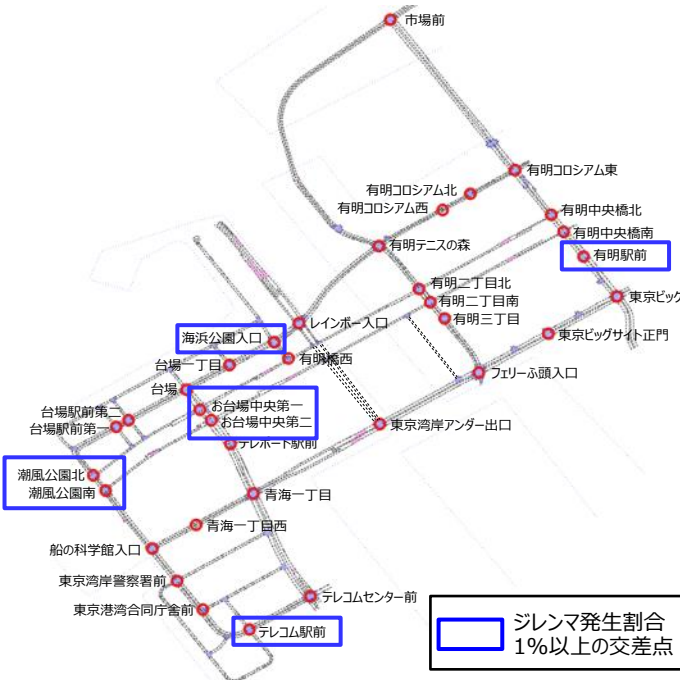 市場前
有明コロシアム東
有明コロシアム北
有明コロシアム西
有明中央橋北
有明中央橋南
有明テニスの森
有明駅前
有明二丁目北
有明二丁目南
東京ビッグ
有明三丁目
レインボー入口
東京ビッグサイト正門
海浜公園入口
有明橋西
台場一丁目
フェリーふ頭入口
台場
お台場中央第一
台場駅前第二
お台場中央第二
東京湾岸アンダー出口
台場駅前第一
テレポート駅前
潮風公園北
潮風公園南
青海一丁目
青海一丁目西
船の科学館入口
東京湾岸警察署前
テレコムセンター前
東京港湾合同庁舎前
テレコム駅前
ジレンマ発生割合
1%以上の交差点